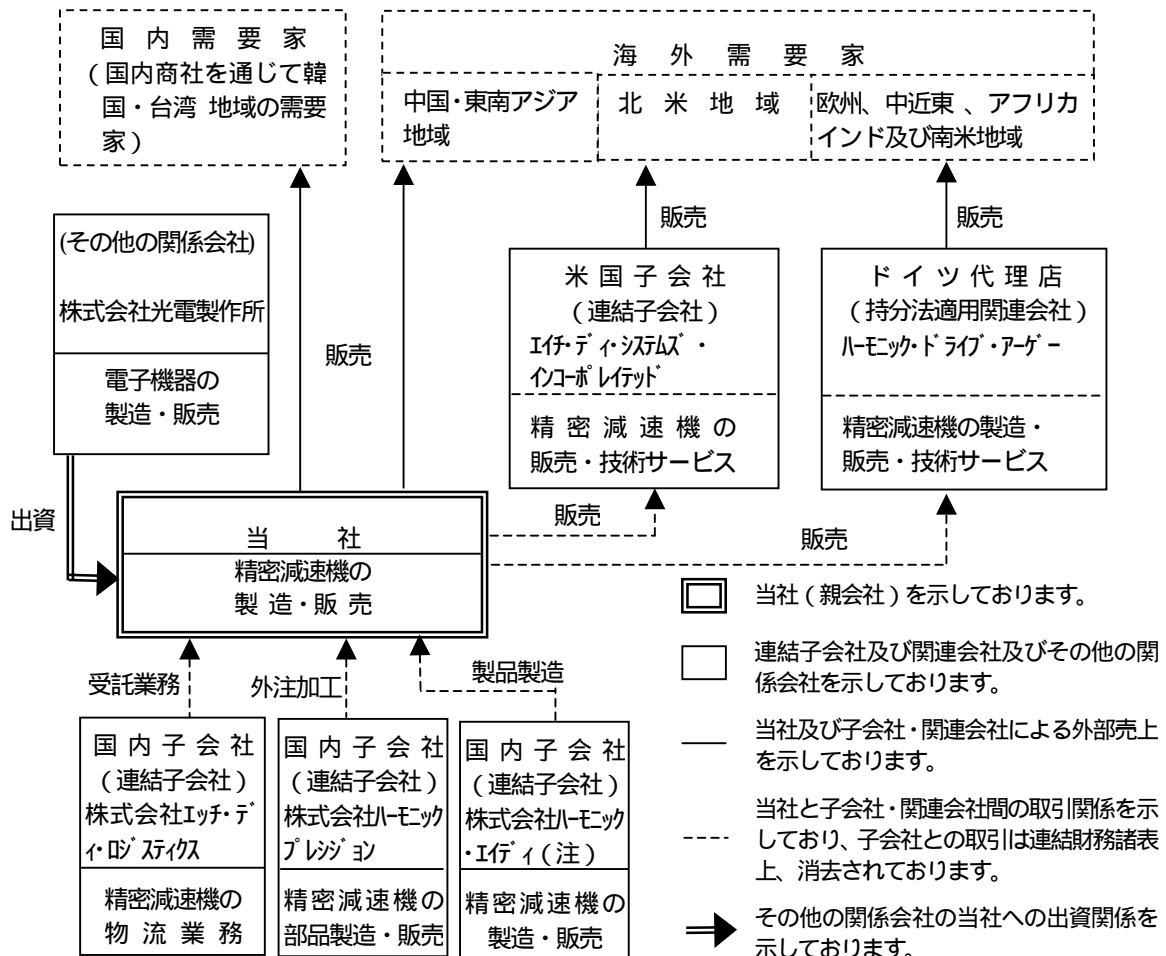 国内需要家
(国内商社を通じて韓
国・台湾 地域の需要
家)
海外需要家
中国・東南アジア
地域
北米地域
欧州、中近東、アフリカ
インド及び南米地域
販売
販売
(その他の関係会社)
株式会社光電製作所
電子機器の
製造・販売
販売
米国子会社
(連結子会社)
エイチ・ディ・システムズ・
インコーポレイテッド
精密減速機の
販売・技術サービス
ドイツ代理店
(持分法適用関連会社)
ハーモニック・ドライブ・アーゲー
精密減速機の製造・
販売・技術サービス
出資
当社
精密減速機の
製造・販売
販売
販売
受託業務
外注加工
製品製造
国内子会社
(連結子会社)
株式会社エッチ・デ
ィ・ロジスティクス
精密減速機の
物流業務
国内子会社
(連結子会社)
株式会社ハーモニック
プレシジョン
精密減速機の
部品製造・販売
国内子会社
(連結子会社)
株式会社ハーモニック
・エイディ(注)
精密減速機の
製造・販売
当社(親会社)を示しております。
連結子会社及び関連会社及びその他の関
係会社を示しております。
当社及び子会社・関連会社による外部売上
を示しております。
当社と子会社・関連会社間の取引関係を示
しており、子会社との取引は連結財務諸表
上、消去されております。
その他の関係会社の当社への出資関係を
示しております。